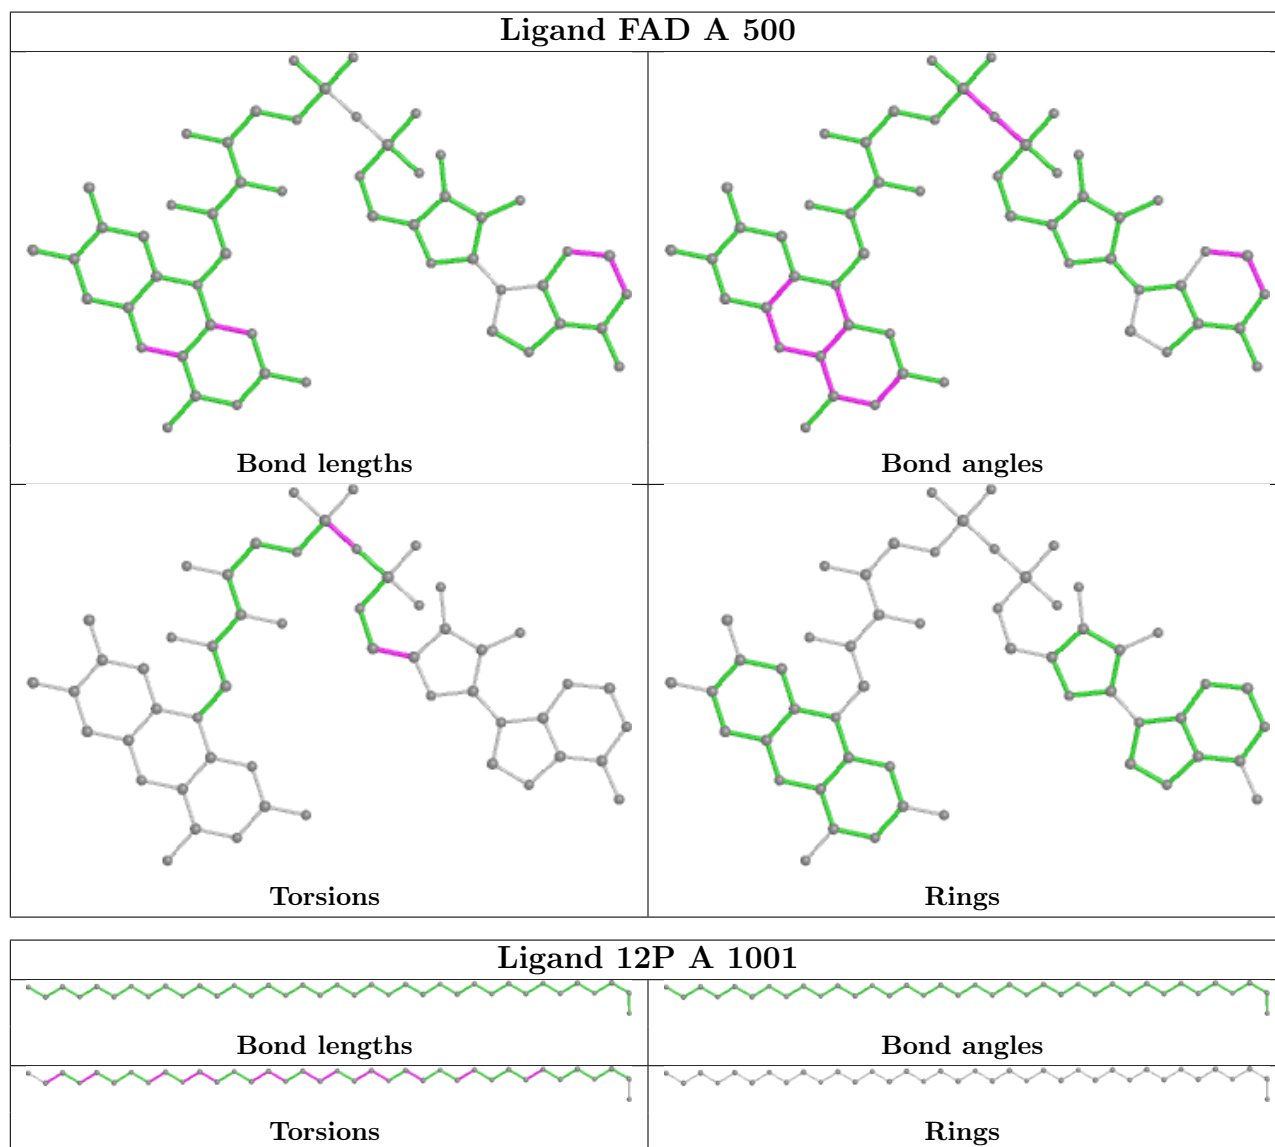 Ligand FAD A 500
Bond lengths
Bond angles
Torsions
Rings
Ligand 12P A 1001
Bond lengths
Bond angles
Torsions
Rings